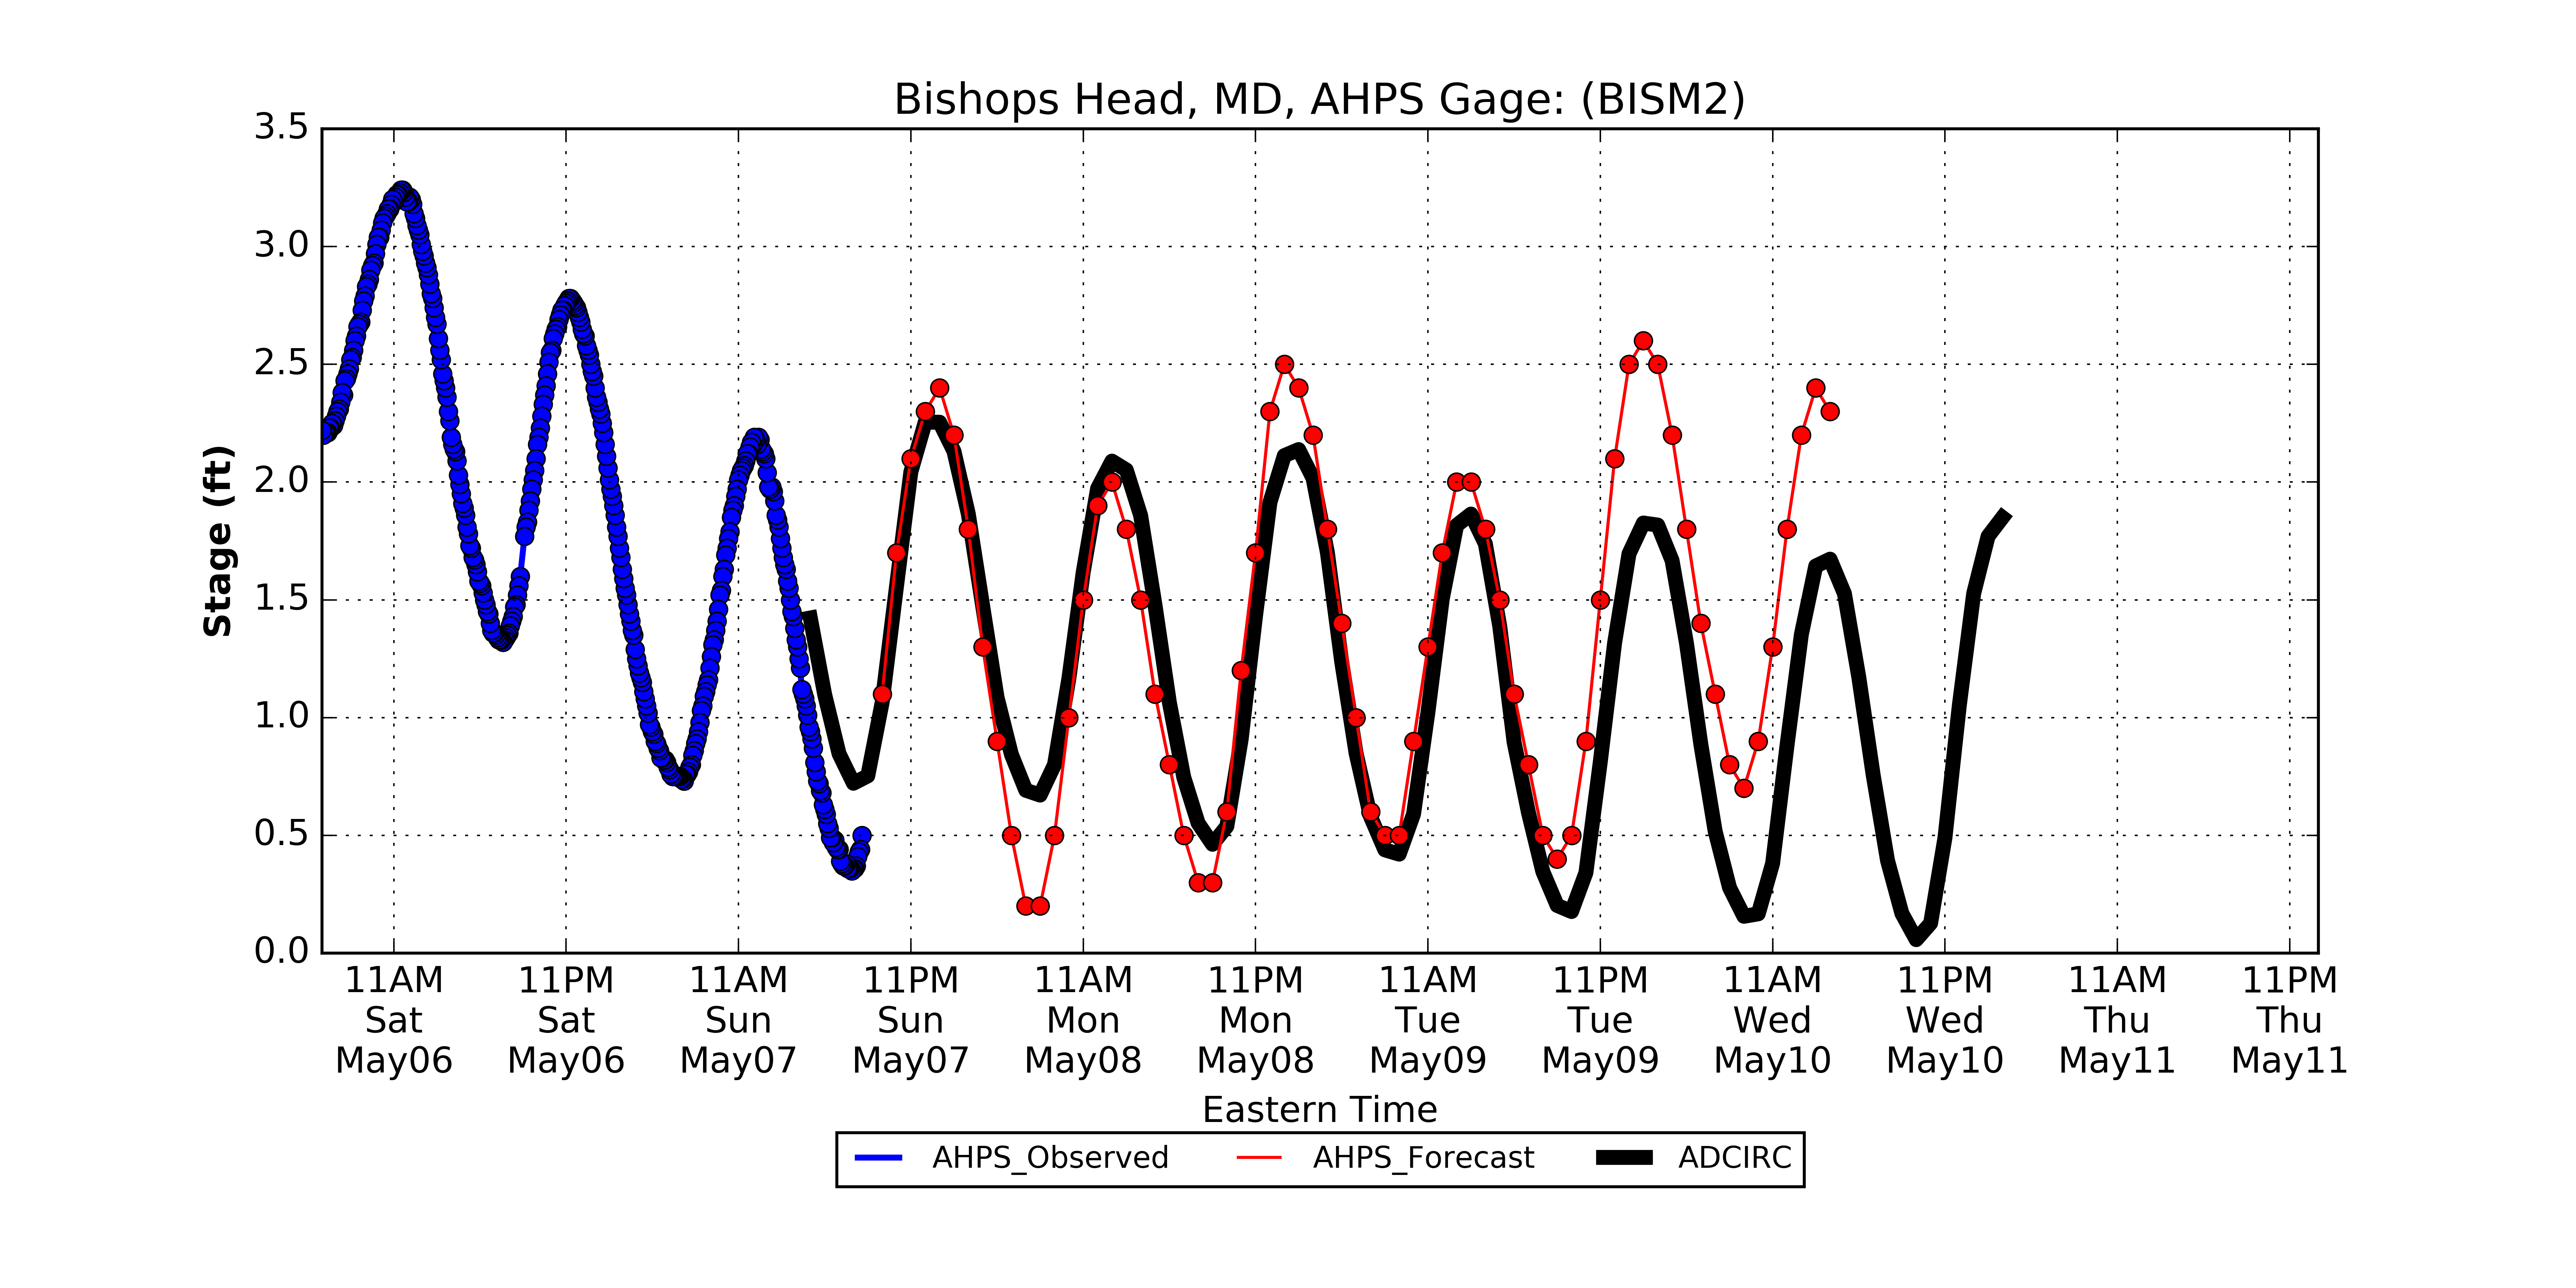 Bishops Head, MD, AHPS Gage: (BISM2)
3.5
3.0
2.5
2.0
1.5
1.0
0.5
0.0
Stage (ft)
11AM 11PM 11AM 11PM 11AM 11PM 11AM 11PM 11AM 11PM 11AM 11PM
Sat Sat Sun Sun Mon Mon Tue Tue Wed Wed Thu Thu
May06 May06 May07 May07 May08 May08 May09 May09 May10 May10 May11 May11
Eastern Time
AHPS_Observed AHPS_Forecast ADCIRC